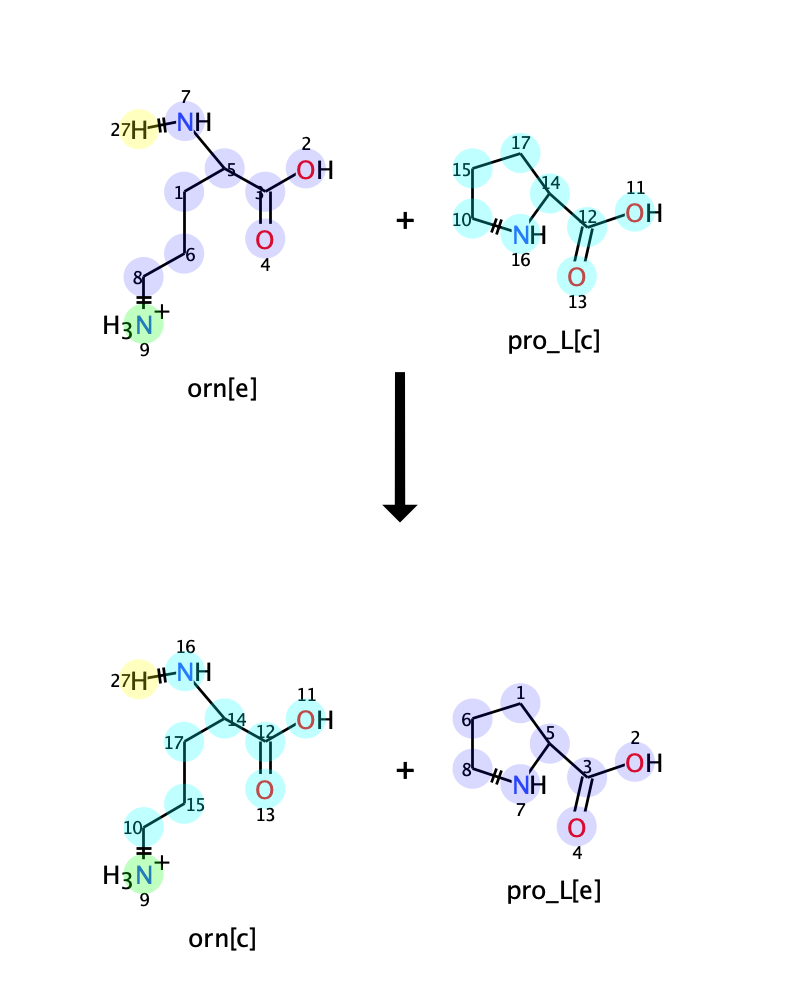 7
27H NH
2
5 OH
1 3
6 O
4
8
H3N+
9
orn[e]
+
17
15 14
11
10 12 OH
NH
16
O
13
pro_L[c]
16
27H NH
11
14 OH
17 12
15 O
13
10
H3N+
9
orn[c]
+
1
6 5
2
8 3 OH
NH
7
O
4
pro_L[e]